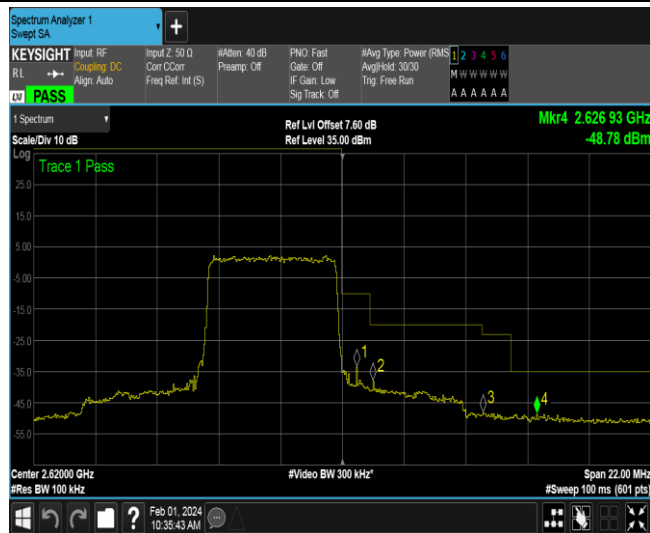 Spectrum Analyzer 1
Swept SA
KEYSIGHT Input: RF Input Z: 50 Ω #Atten: 40 dB PNO: Fast #Avg Type: Power (RMS 1 2 3 4 5 6
RL Coupling: DC Corr CCorr Preamp: Off Gate: Off Avg|Hold: 30/30 M W W W W W
Align: Auto Freq Ref: Int (S) IF Gain: Low Trig: Free Run
LXI PASS Sig Track: Off A A A A A A
1 Spectrum Ref Lvl Offset 7.60 dB Mkr4 2.626 93 GHz
Scale/Div 10 dB Ref Level 35.00 dBm -48.78 dBm
Log
Trace 1 Pass
25.0
15.0
5.00
-5.00
-15.0
-25.0
1
2
-35.0
3
4
-45.0
-55.0
Center 2.62000 GHz #Video BW 300 kHz* Span 22.00 MHz
#Res BW 100 kHz #Sweep 100 ms (601 pts)
Feb 01, 2024
10:35:43 AM